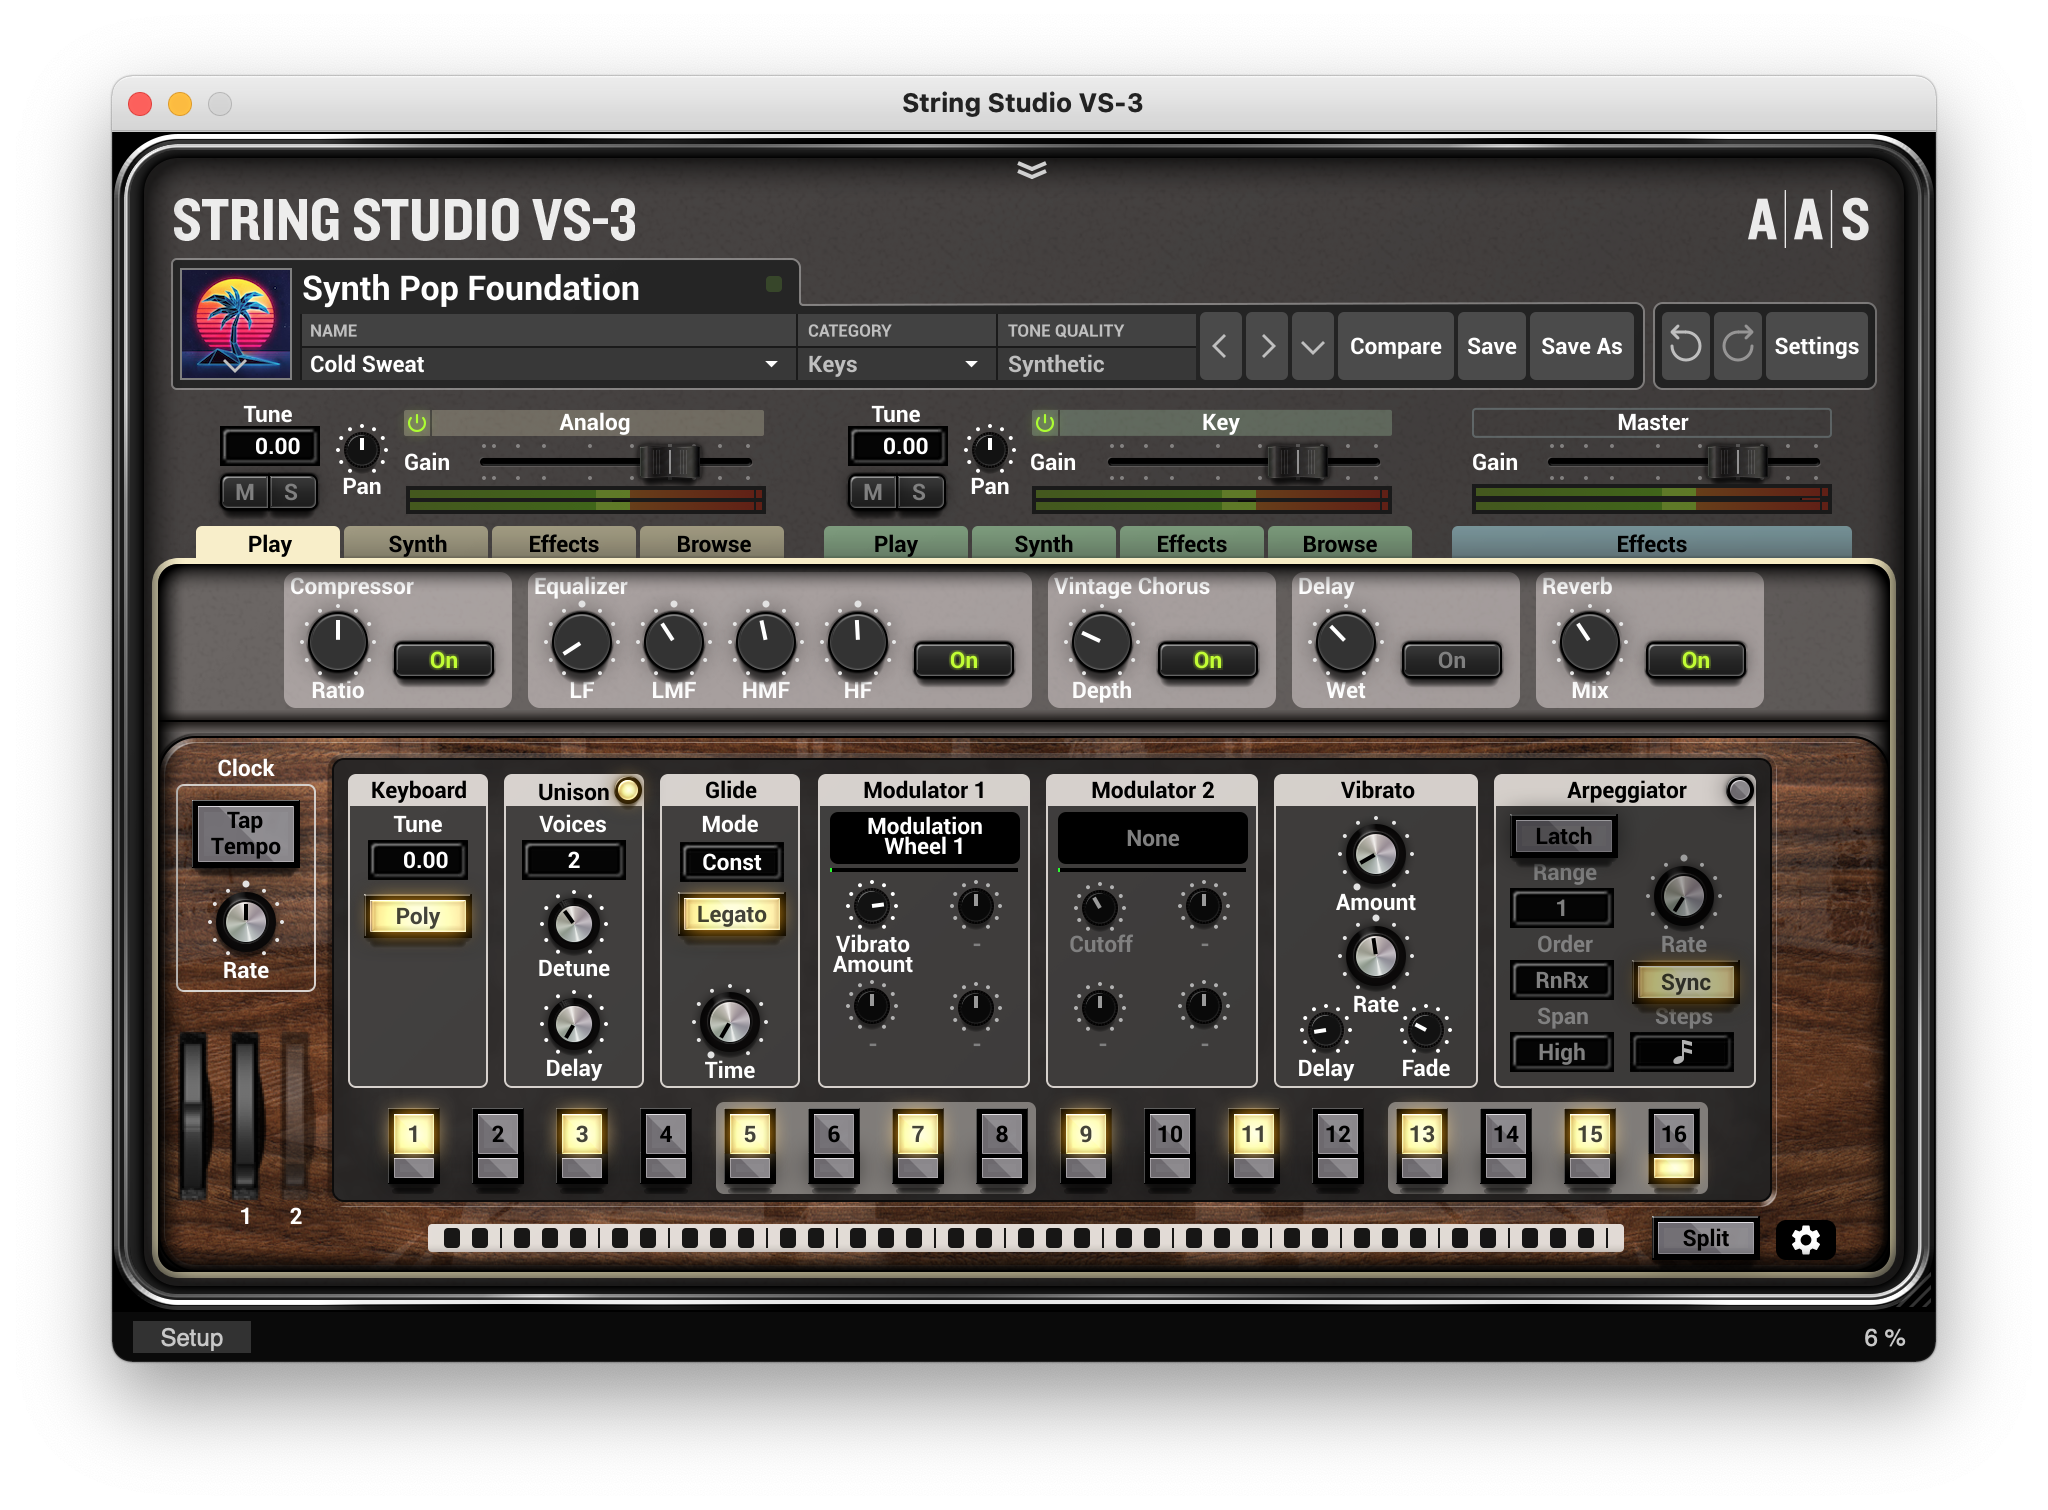 String Studio VS-3
STRING STUDIO VS-3
A|A|S
Synth Pop Foundation
NAME
CATEGORY
TONE QUALITY
Cold Sweat
Keys
Synthetic
Compare
Save
Save As
Settings
Tune
0.00
M
S
Pan
Analog
Gain
Tune
0.00
M
S
Pan
Key
Gain
Master
Gain
Play
Synth
Effects
Browse
Play
Synth
Effects
Browse
Effects
Compressor
Ratio
On
Equalizer
LF
LMF
HMF
HF
On
Vintage Chorus
Depth
On
Delay
Wet
On
Reverb
Mix
On
Clock
Tap
Tempo
Rate
Keyboard
Tune
0.00
Poly
Unison
Voices
2
Detune
Delay
Glide
Mode
Const
Legato
Time
Modulator 1
Modulation
Wheel 1
Vibrato
Amount
-
-
-
Modulator 2
None
Cutoff
-
-
-
Vibrato
Amount
Rate
Delay
Fade
Arpeggiator
Latch
Range
1
Order
RnRx
Span
High
Rate
Sync
Steps
1
2
3
4
5
6
7
8
9
10
11
12
13
14
15
16
1
2
Split
Setup
6 %